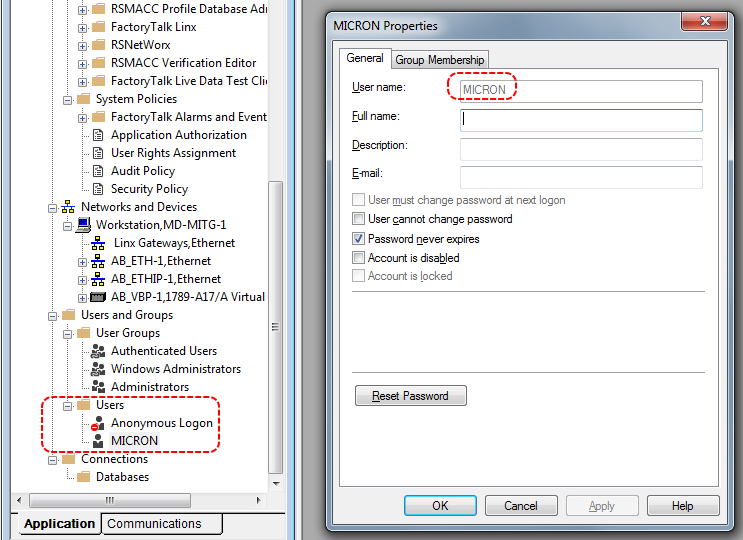 RSMACC Profile Database Adr
FactoryTalk Linx
RSNetWorx
RSMACC Verification Editor
FactoryTalk Live Data Test Clie
System Policies
FactoryTalk Alarms and Event
Application Authorization
User Rights Assignment
Audit Policy
Security Policy
Networks and Devices
Workstation,MD-MITG-1
Linx Gateways,Ethernet
AB_ETH-1,Ethernet
AB_ETHIP-1,Ethernet
AB_VBP-1,1789-A17/A Virtual
Users and Groups
User Groups
Authenticated Users
Windows Administrators
Administrators
Users
Anonymous Logon
MICRON
Connections
Databases
Application
Communications
MICRON Properties
General
Group Membership
User name:
MICRON
Full name:
Description:
E-mail:
User must change password at next logon
User cannot change password
Password never expires
Account is disabled
Account is locked
Reset Password
OK
Cancel
Apply
Help